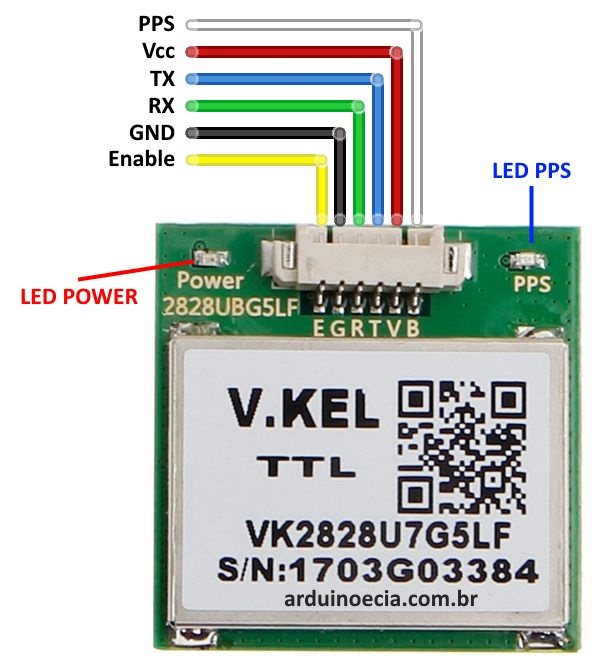 PPS
Vcc
TX
RX
GND
Enable
LED PPS
LED POWER
Power
PPS
2828UBG5LF
EGRTVB
V.KEL
TTL
VK2828U7G5LF
S/N:1703G03384
arduinoecia.com.br